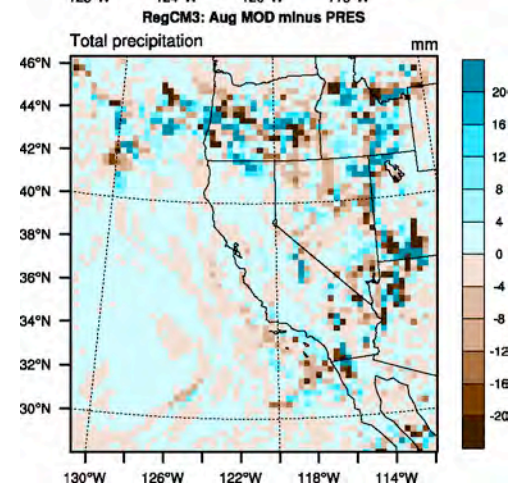 RegCM3: Aug MOD minus PRES
Total precipitation mm
46°N
44°N
42°N
40°N
38°N
36°N
34°N
32°N
30°N
130°W 126°W 122°W 118°W 114°W
20
16
12
8
4
0
-4
-8
-12
-16
-20